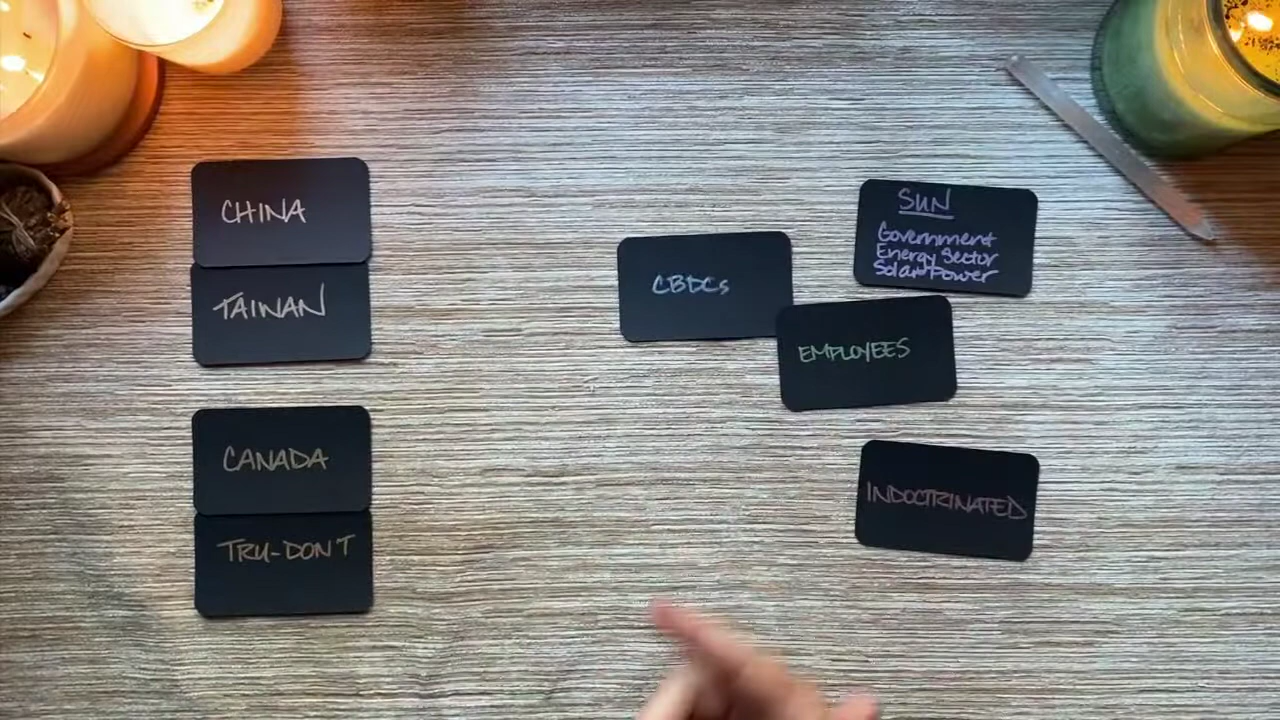 CHINA
TAIWAN
CANADA
TRU-DON'T
CBDCs
EMPLOYEES
SUN
Government
Energy Sector
Solar Power
INDOCTRINATED